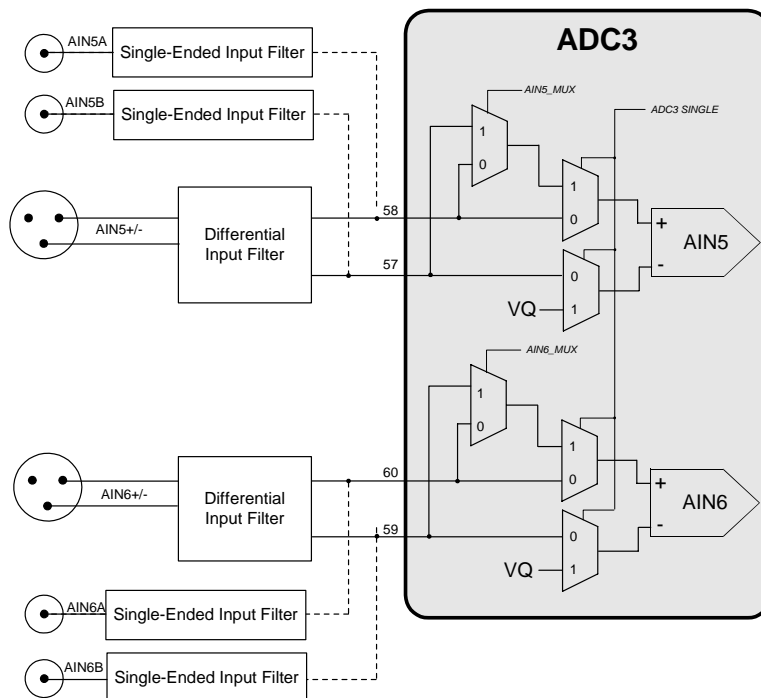 ADC3
AIN5A
Single-Ended Input Filter
AIN5B
Single-Ended Input Filter
AIN5_MUX
ADC3 SINGLE
1
0
1
0
58
AIN5+/-
Differential
Input Filter
57
0
1
VQ
+
-
AIN5
AIN6_MUX
1
0
1
0
60
AIN6+/-
Differential
Input Filter
59
0
1
VQ
+
-
AIN6
AIN6A
Single-Ended Input Filter
AIN6B
Single-Ended Input Filter